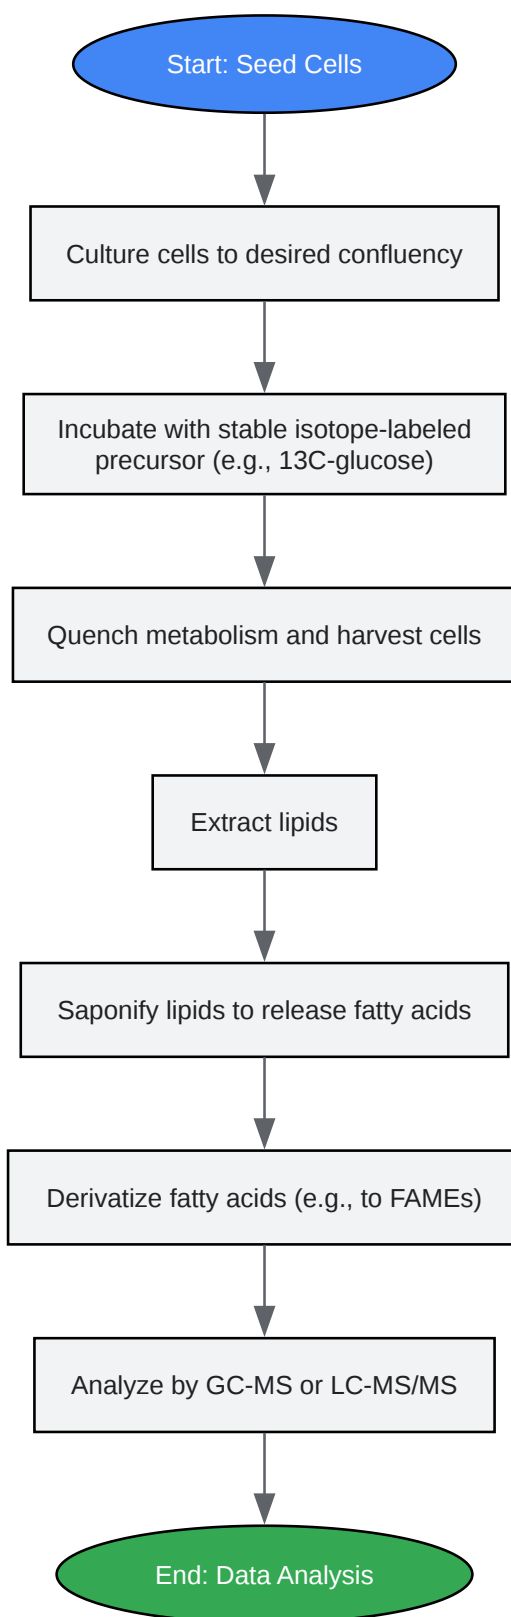 Start: Seed Cells
Culture cells to desired confluency
Incubate with stable isotope-labeled
precursor (e.g., 13C-glucose)
Quench metabolism and harvest cells
Extract lipids
Saponify lipids to release fatty acids
Derivatize fatty acids (e.g., to FAMEs)
Analyze by GC-MS or LC-MS/MS
End: Data Analysis